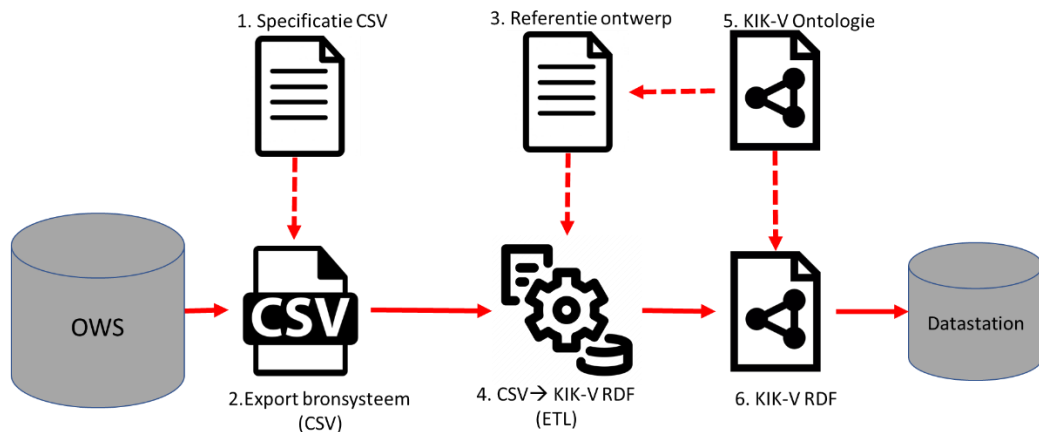 1. Specificatie CSV
3. Referentie ontwerp
5. KIK-V Ontologie
OWS
CSV
Datastation
2.Export bronsysteem
(CSV)
4. CSV→ KIK-V RDF
(ETL)
6. KIK-V RDF